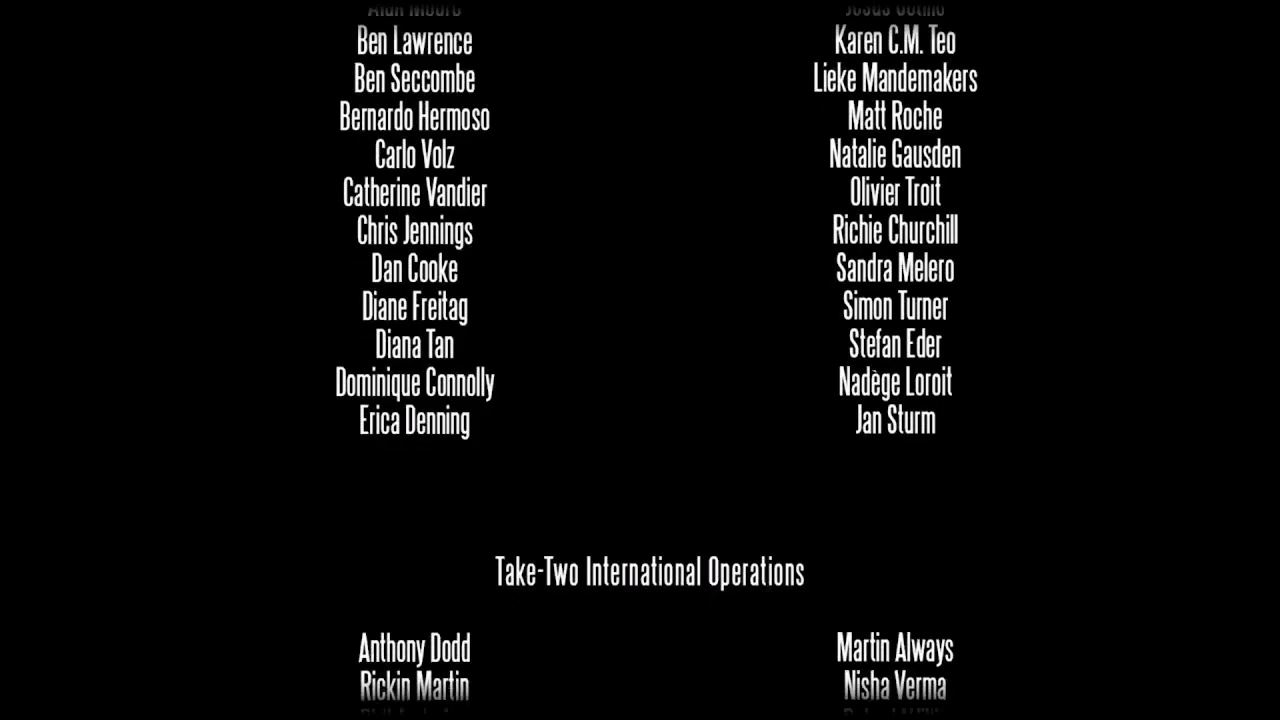 Ben Lawrence
Ben Seccombe
Bernardo Hermoso
Carlo Volz
Catherine Vandier
Chris Jennings
Dan Cooke
Diane Freitag
Diana Tan
Dominique Connolly
Erica Denning
Karen C.M. Teo
Lieke Mandemakers
Matt Roche
Natalie Gausden
Olivier Troit
Richie Churchill
Sandra Melero
Simon Turner
Stefan Eder
Nadège Loroit
Jan Sturm
Take-Two International Operations
Anthony Dodd
Rickin Martin
Martin Always
Nisha Verma